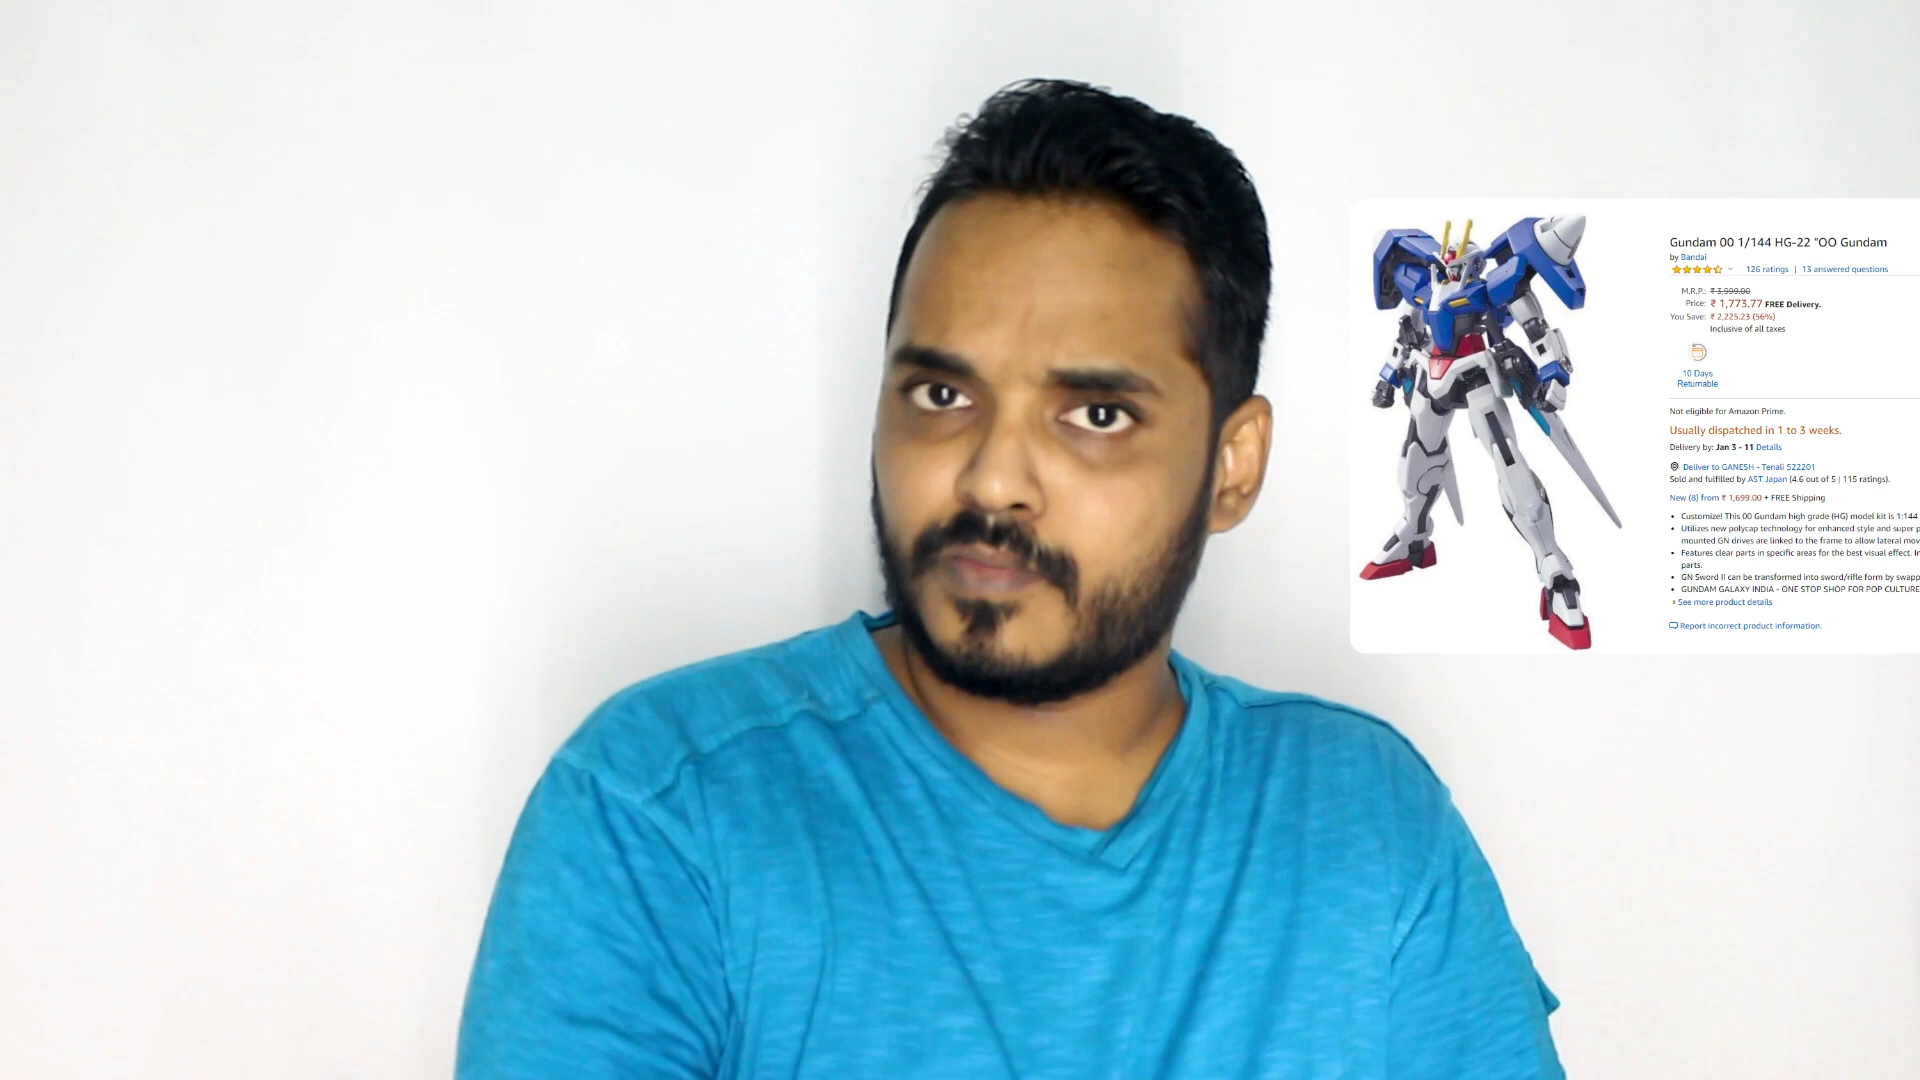 Gundam 00 1/144 HG-22 "OO Gundam
by Bandai
126 ratings | 13 answered questions
M.R.P.: ₹ 3,999.00
Price: ₹ 1,773.77 FREE Delivery.
You Save: ₹ 2,225.23 (56%)
Inclusive of all taxes
10 Days
Returnable
Not eligible for Amazon Prime.
Usually dispatched in 1 to 3 weeks.
Delivery by: Jan 3 - 11 Details
Deliver to GANESH - Tenali 522201
Sold and fulfilled by AST Japan (4.6 out of 5 | 115 ratings).
New (8) from ₹ 1,699.00 + FREE Shipping
• Customize! This 00 Gundam high grade (HG) model kit is 1:144
• Utilizes new polycap technology for enhanced style and super p
mounted GN drives are linked to the frame to allow lateral mov
• Features clear parts in specific areas for the best visual effect. In
parts.
• GN Sword II can be transformed into sword/rifle form by swapp
• GUNDAM GALAXY INDIA - ONE STOP SHOP FOR POP CULTURE
› See more product details
Report incorrect product information.